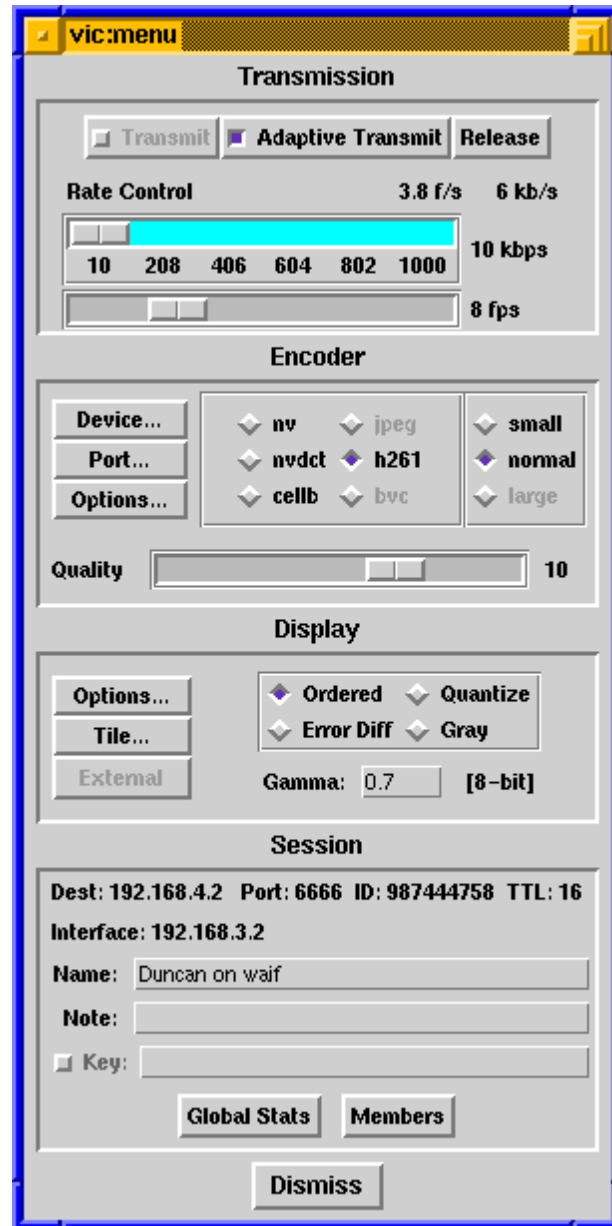 vic:menu
Transmission
Transmit Adaptive Transmit Release
Rate Control 3.8 f/s 6 kb/s
10 kbps
10 208 406 604 802 1000
8 fps
Encoder
Device... nv jpeg small
Port... nvdct h261 normal
Options... cellb bvc large
Quality 10
Display
Options... Ordered Quantize
Tile... Error Diff Gray
External Gamma: 0.7 [8-bit]
Session
Dest: 192.168.4.2 Port: 6666 ID: 987444758 TTL: 16
Interface: 192.168.3.2
Name: Duncan on waif
Note:
Key:
Global Stats Members
Dismiss